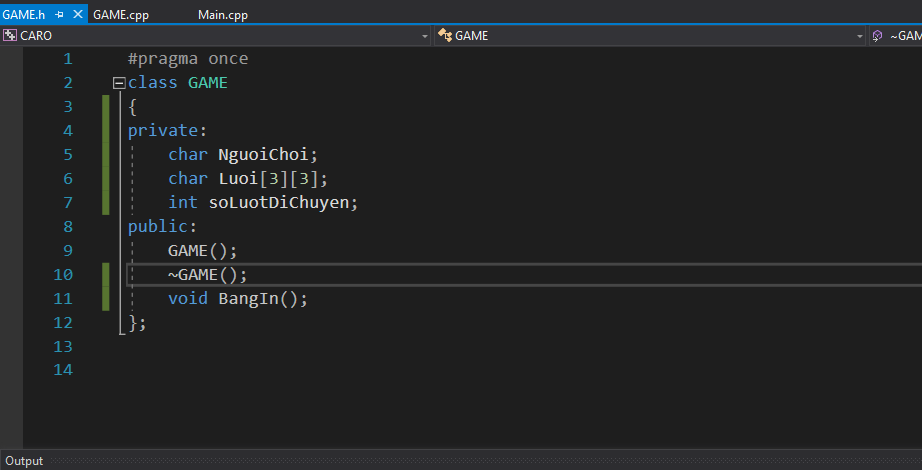 GAME.h GAME.cpp Main.cpp
CARO GAME ~GAM
1 #pragma once
2 class GAME
3 {
4 private:
5 char NguoiChoi;
6 char Luoi[3][3];
7 int soLuotDiChuyen;
8 public:
9 GAME();
10 ~GAME();
11 void BangIn();
12 };
13
14
Output